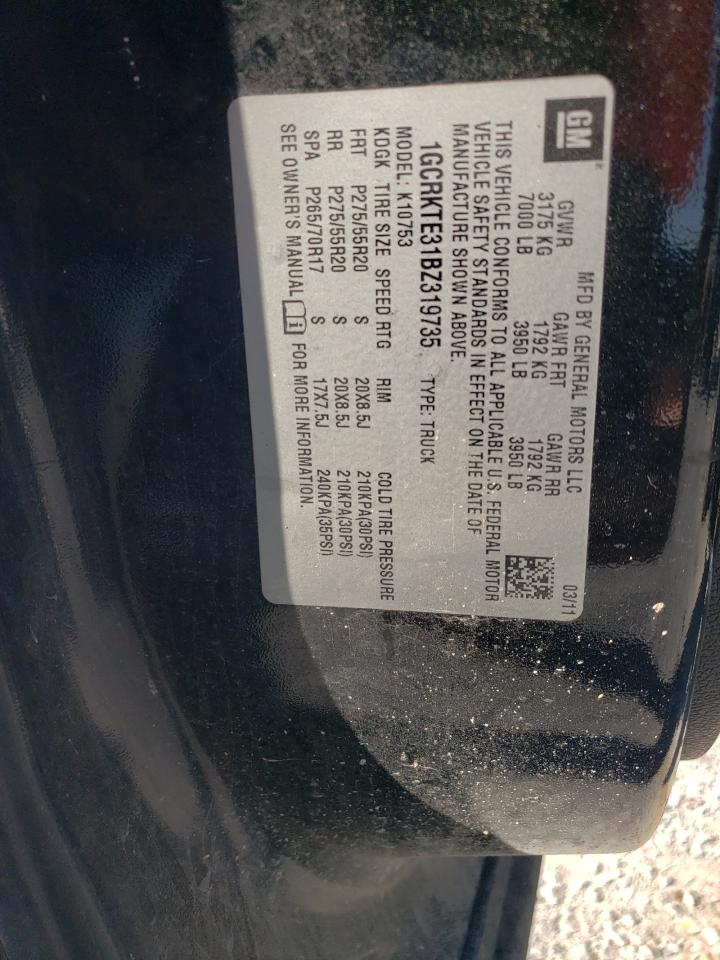 GM
MFD BY GENERAL MOTORS LLC 03/11
GVWR GAWR FRT GAWR RR
3175 KG 1792 KG 1792 KG
7000 LB 3950 LB 3950 LB
THIS VEHICLE CONFORMS TO ALL APPLICABLE U.S. FEDERAL MOTOR
VEHICLE SAFETY STANDARDS IN EFFECT ON THE DATE OF
MANUFACTURE SHOWN ABOVE.
1GCRKTE31BZ319735 TYPE: TRUCK
MODEL: K10753
KDGK TIRE SIZE SPEED RTG RIM COLD TIRE PRESSURE
FRT P275/55R20 S 20X8.5J 210KPA(30PSI)
RR P275/55R20 S 20X8.5J 210KPA(30PSI)
SPA P265/70R17 S 17X7.5J 240KPA(35PSI)
SEE OWNER'S MANUAL i FOR MORE INFORMATION.